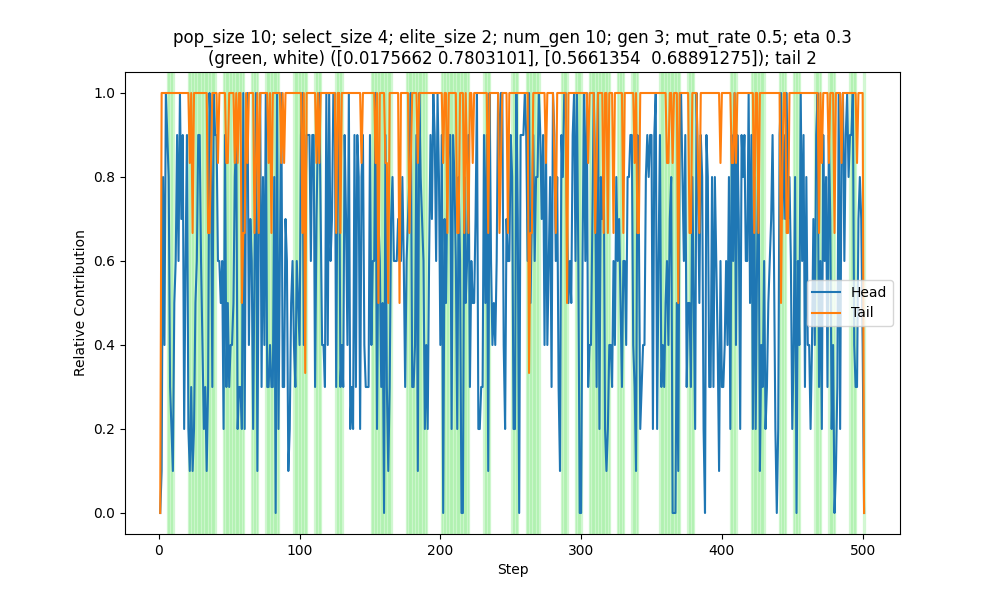 pop_size 10; select_size 4; elite_size 2; num_gen 10; gen 3; mut_rate 0.5; eta 0.3
(green, white) ([0.0175662 0.7803101], [0.5661354  0.68891275]); tail 2
1.0
0.8
0.6
0.4
0.2
0.0
Relative Contribution
Head
Tail
0
100
200
300
400
500
Step